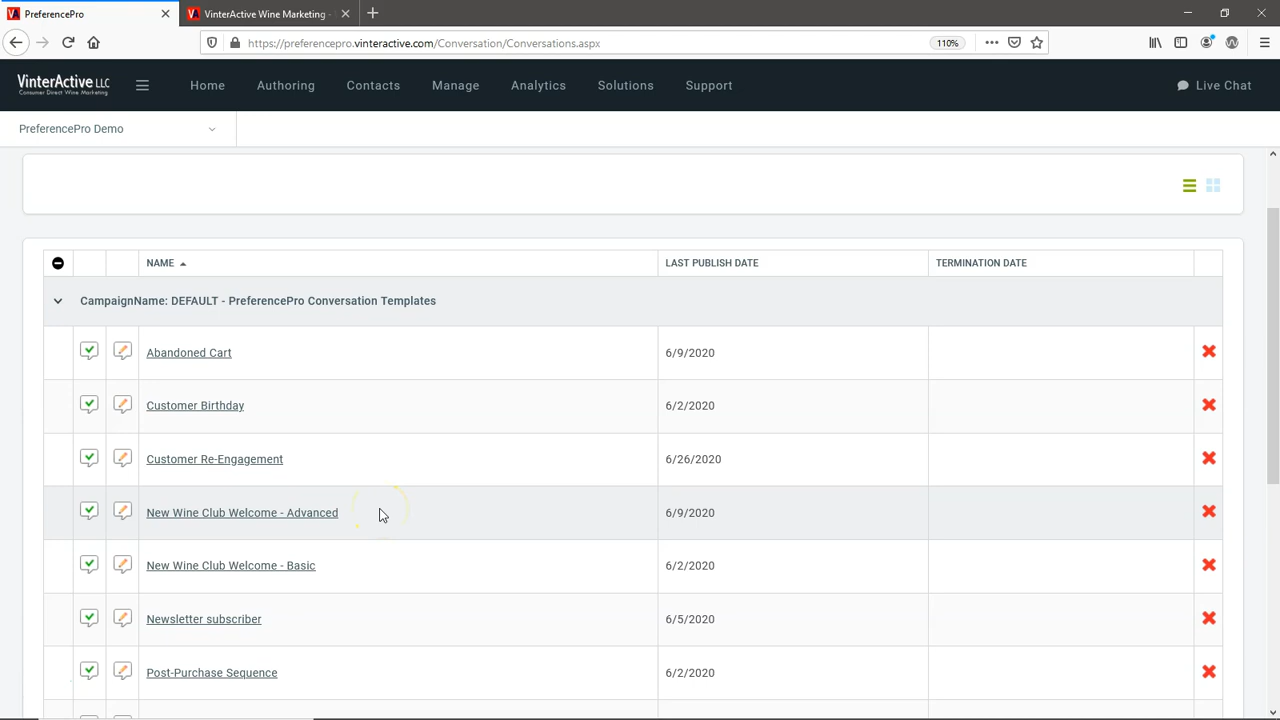 PreferencePro
VinterActive Wine Marketing -
https://preferencepro.vinteractive.com/Conversation/Conversations.aspx
110%
VINTERACTIVE LLC
Consumer Direct Wine Marketing
Home
Authoring
Contacts
Manage
Analytics
Solutions
Support
Live Chat
PreferencePro Demo
NAME
LAST PUBLISH DATE
TERMINATION DATE
CampaignName: DEFAULT - PreferencePro Conversation Templates
Abandoned Cart 6/9/2020
Customer Birthday 6/2/2020
Customer Re-Engagement 6/26/2020
New Wine Club Welcome - Advanced 6/9/2020
New Wine Club Welcome - Basic 6/2/2020
Newsletter subscriber 6/5/2020
Post-Purchase Sequence 6/2/2020